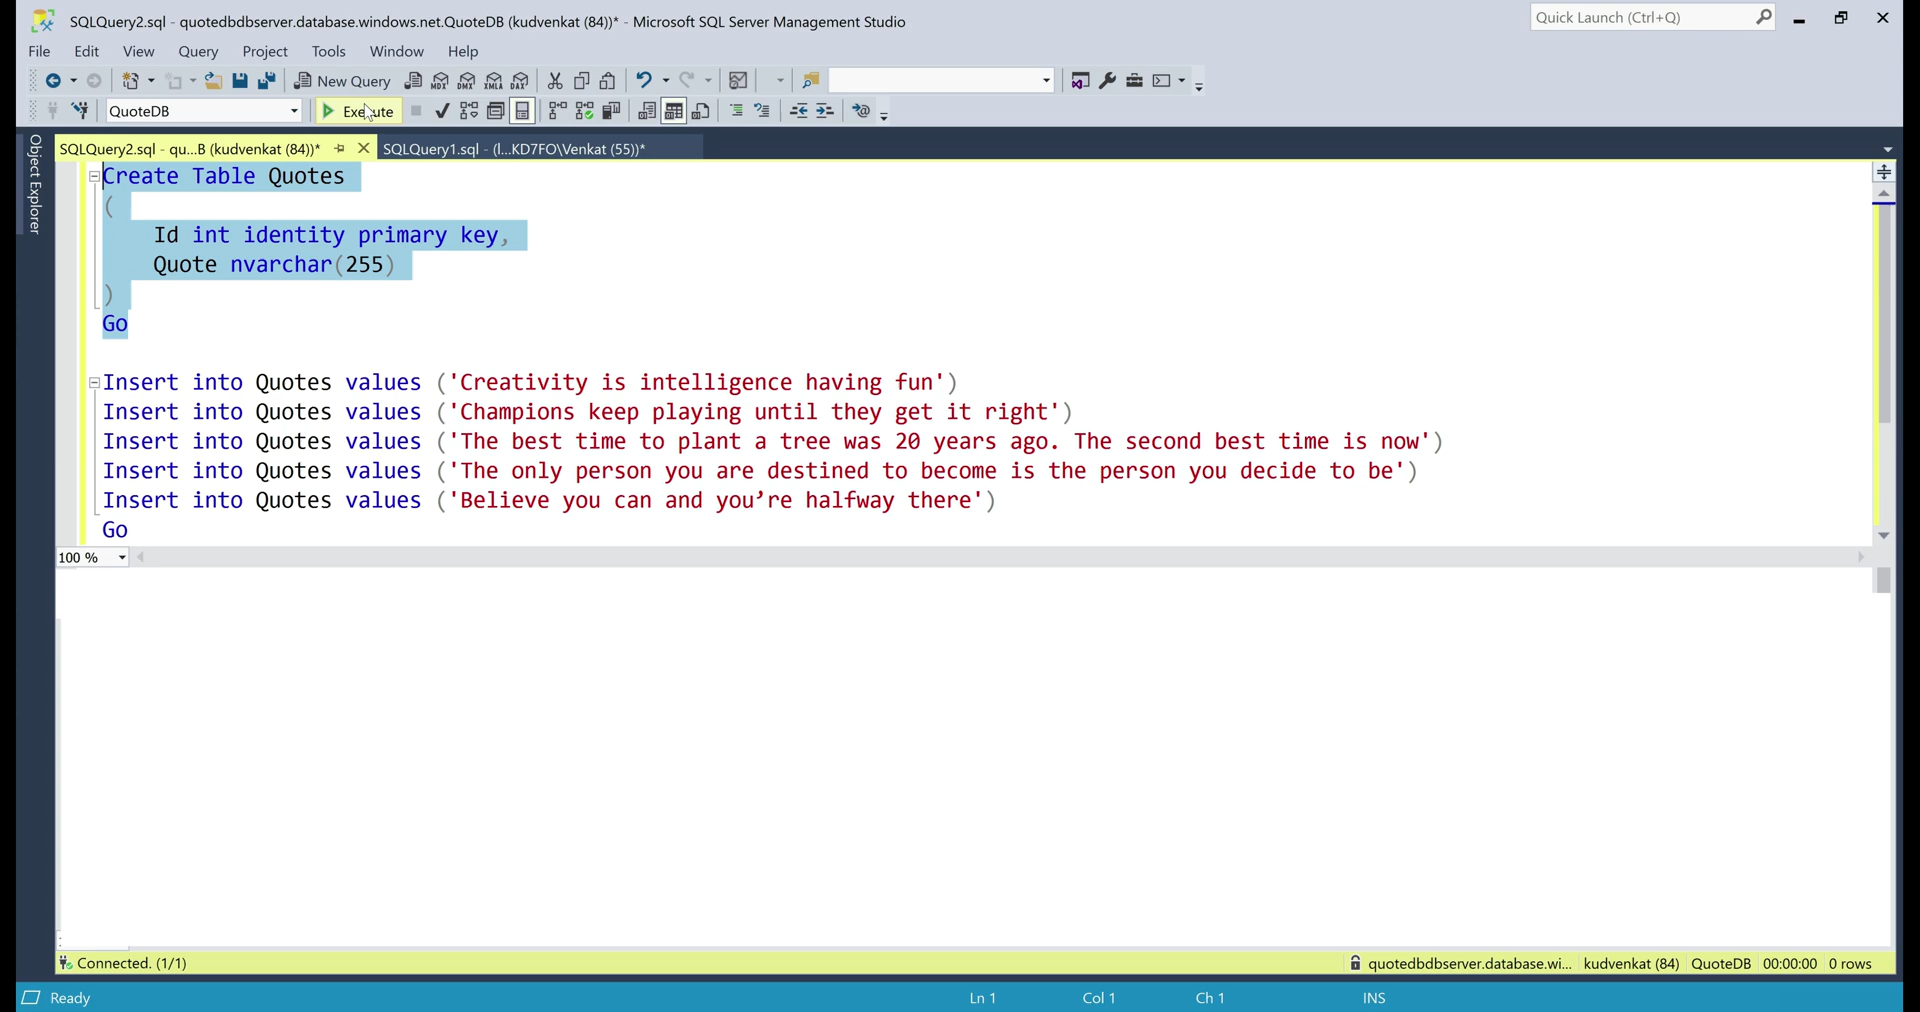 SQLQuery2.sql - quotedbdbserver.database.windows.net.QuoteDB (kudvenkat (84))* - Microsoft SQL Server Management Studio
Quick Launch (Ctrl+Q)
File Edit View Query Project Tools Window Help
New Query MDX DMX XMLA DAX
QuoteDB Execute
SQLQuery2.sql - qu...B (kudvenkat (84))* SQLQuery1.sql - (l...KD7FO\Venkat (55))*
Object Explorer
Create Table Quotes
(
Id int identity primary key,
Quote nvarchar(255)
)
Go
Insert into Quotes values ('Creativity is intelligence having fun')
Insert into Quotes values ('Champions keep playing until they get it right')
Insert into Quotes values ('The best time to plant a tree was 20 years ago. The second best time is now')
Insert into Quotes values ('The only person you are destined to become is the person you decide to be')
Insert into Quotes values ('Believe you can and you’re halfway there')
Go
100 %
Connected. (1/1) quotedbdbserver.database.wi... kudvenkat (84) QuoteDB 00:00:00 0 rows
Ready Ln 1 Col 1 Ch 1 INS